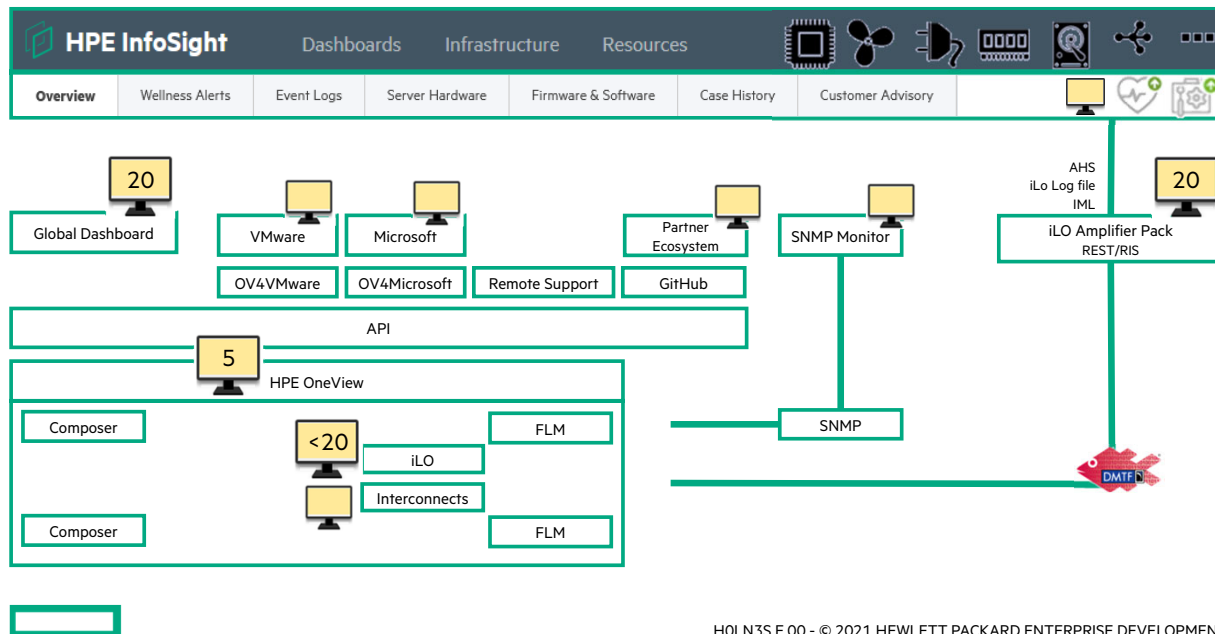 HPE InfoSight
Dashboards Infrastructure Resources
Overview Wellness Alerts Event Logs Server Hardware Firmware & Software Case History Customer Advisory
AHS
iLo Log file
IML
20
20
Global Dashboard
VMware
Microsoft
Partner
Ecosystem
SNMP Monitor
iLO Amplifier Pack
REST/RIS
OV4VMware
OV4Microsoft
Remote Support
GitHub
API
5
HPE OneView
Composer
<20
iLO
FLM
SNMP
Interconnects
DMTF
Composer
FLM
H0LN3S F.00 - © 2021 HEWLETT PACKARD ENTERPRISE DEVELOPMEN